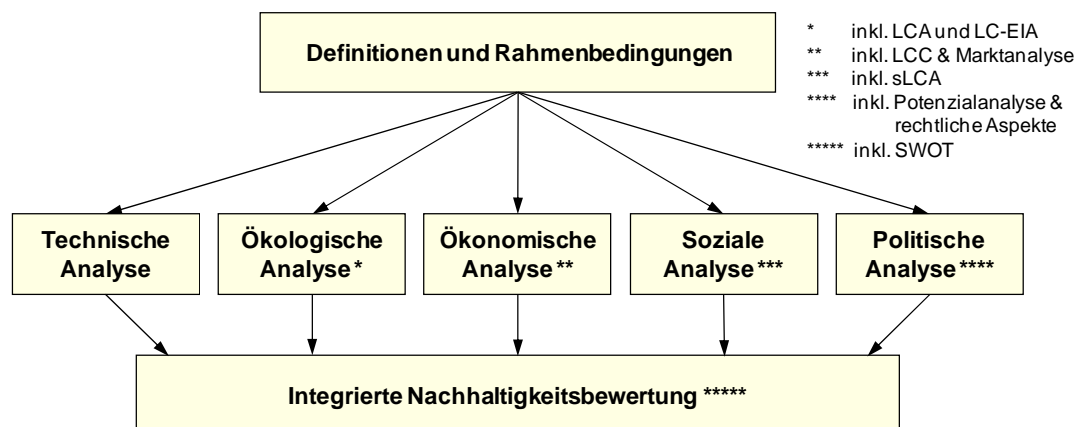 Definitionen und Rahmenbedingungen
* inkl. LCA und LC-EIA
** inkl. LCC & Marktanalyse
*** inkl. sLCA
**** inkl. Potenzialanalyse &
rechtliche Aspekte
***** inkl. SWOT
Technische
Analyse
Ökologische
Analyse *
Ökonomische
Analyse **
Soziale
Analyse ***
Politische
Analyse ****
Integrierte Nachhaltigkeitsbewertung *****